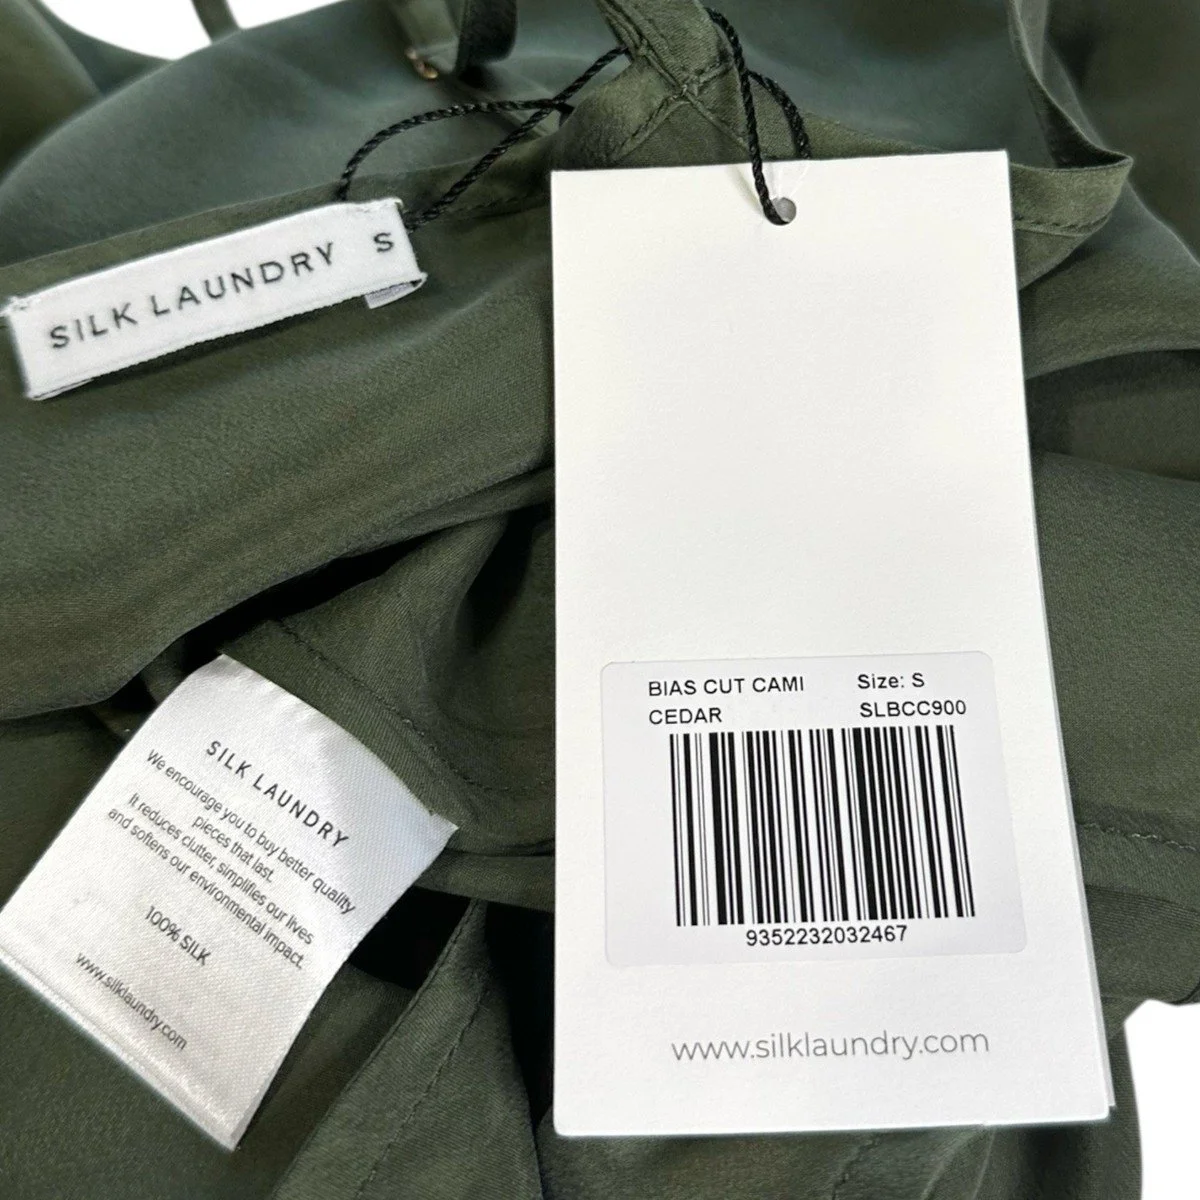 SILK LAUNDRY S
BIAS CUT CAMI Size: S
CEDAR SLBCC900
9352232032467
www.silklaundry.com
SILK LAUNDRY
We encourage you to buy better quality
pieces that last.
It reduces clutter, simplifies our lives
and softens our environmental impact.
100% SILK
www.silklaundry.com